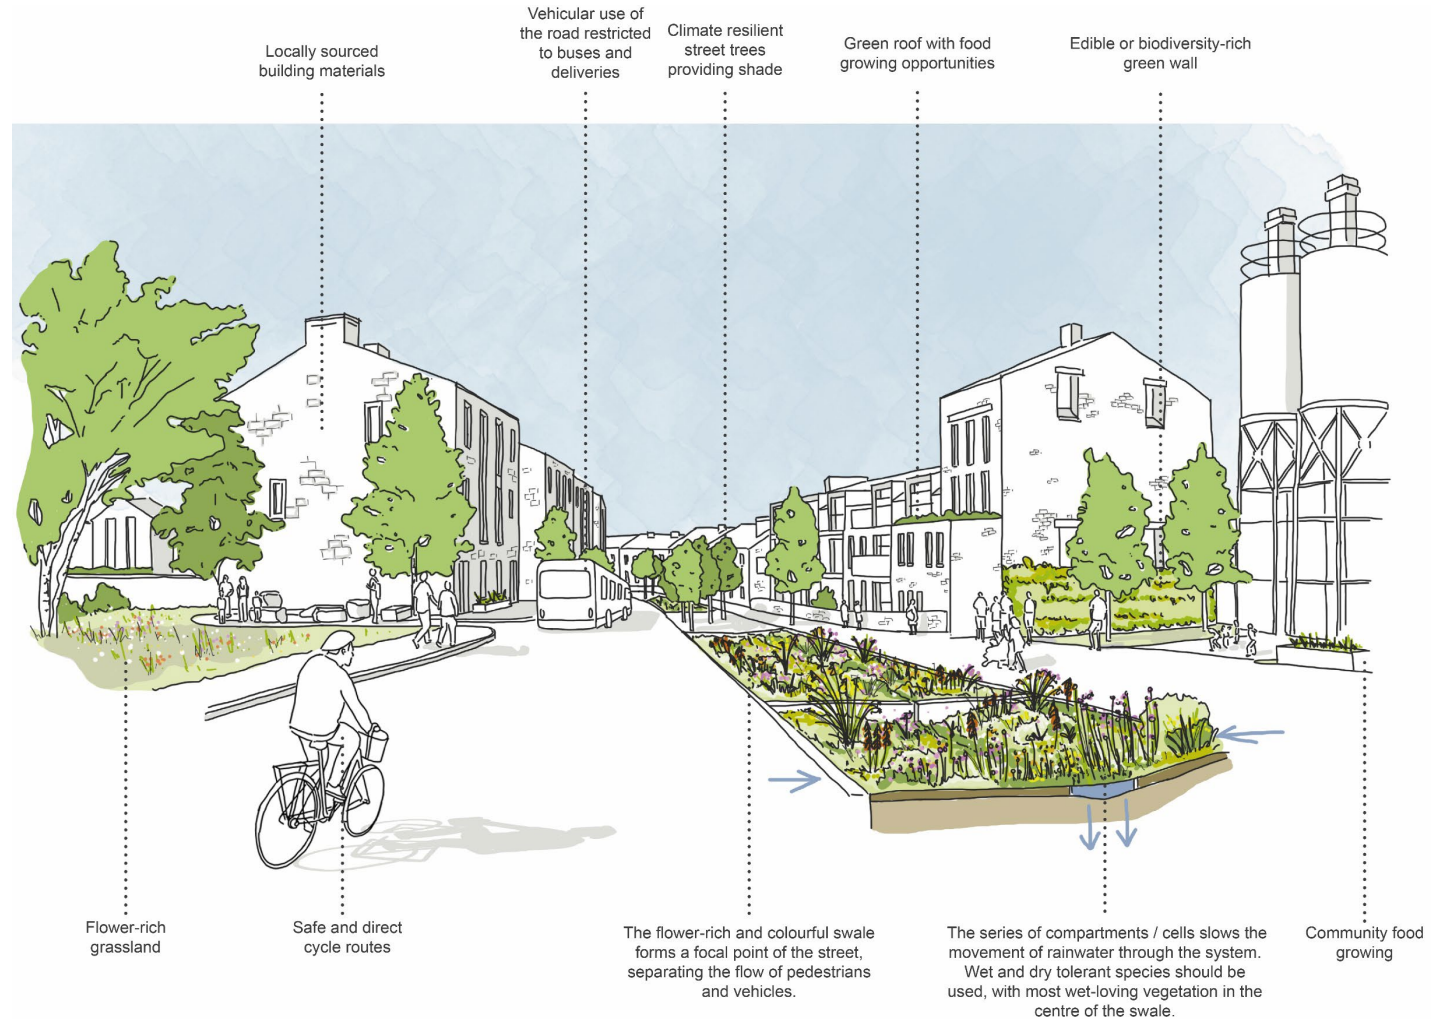 Locally sourced
building materials
Vehicular use of
the road restricted
to buses and
deliveries
Climate resilient
street trees
providing shade
Green roof with food
growing opportunities
Edible or biodiversity-rich
green wall
Flower-rich
grassland
Safe and direct
cycle routes
The flower-rich and colourful swale
forms a focal point of the street,
separating the flow of pedestrians
and vehicles.
The series of compartments / cells slows the
movement of rainwater through the system.
Wet and dry tolerant species should be
used, with most wet-loving vegetation in the
centre of the swale.
Community food
growing